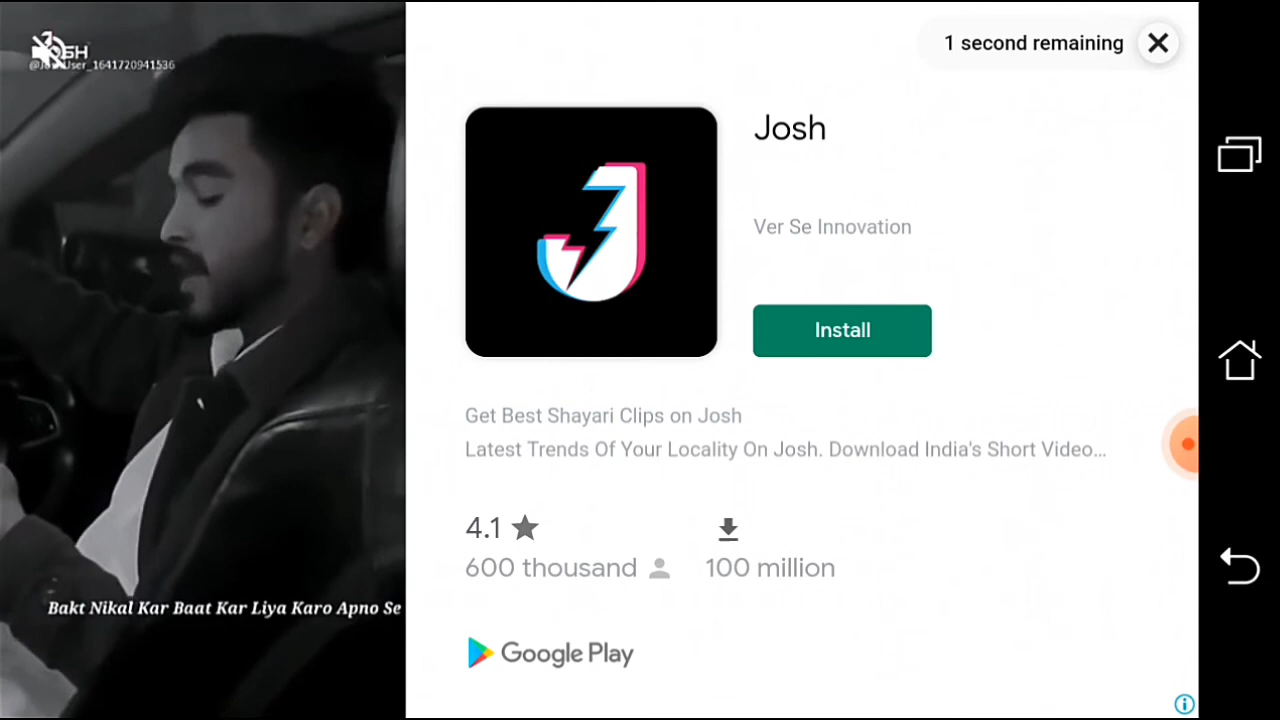 JOSH
@Josh
User_1641720941536
Bakt Nikal Kar Baat Kar Liya Karo Apno Se
1 second remaining
Josh
Ver Se Innovation
Install
Get Best Shayari Clips on Josh
Latest Trends Of Your Locality On Josh. Download India's Short Video...
4.1
600 thousand
100 million
Google Play